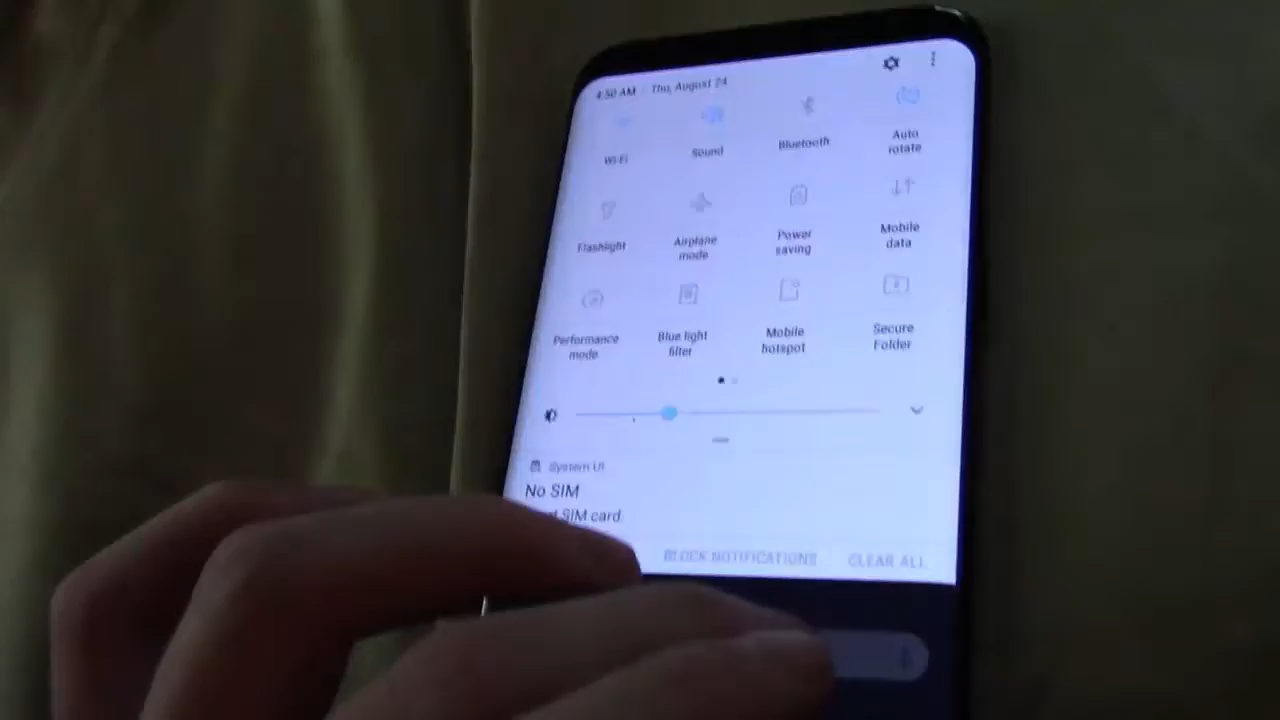 4:50 AM Thu, August 24
Wi-Fi Sound Bluetooth Auto
rotate
Flashlight Airplane
mode Power
saving Mobile
data
Performance
mode Blue light
filter Mobile
hotspot Secure
Folder
System UI
No SIM
SIM card.
BLOCK NOTIFICATIONS CLEAR ALL